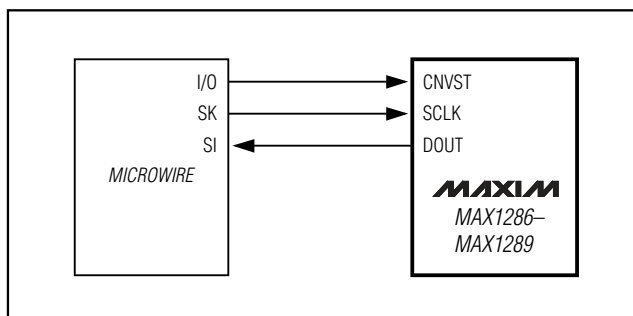 I/O
SK
SI
MICROWIRE
CNVST
SCLK
DOUT
MAXIM
MAX1286–
MAX1289